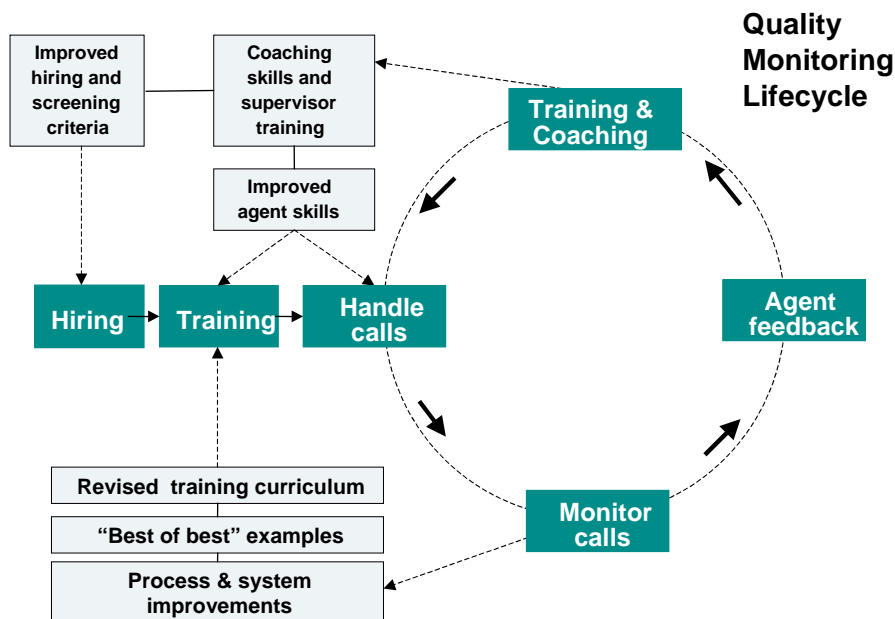 Quality
Monitoring
Lifecycle
Improved
hiring and
screening
criteria
Coaching
skills and
supervisor
training
Training &
Coaching
Improved
agent skills
Hiring
Training
Handle
calls
Agent
feedback
Revised training curriculum
“Best of best” examples
Process & system
improvements
Monitor
calls